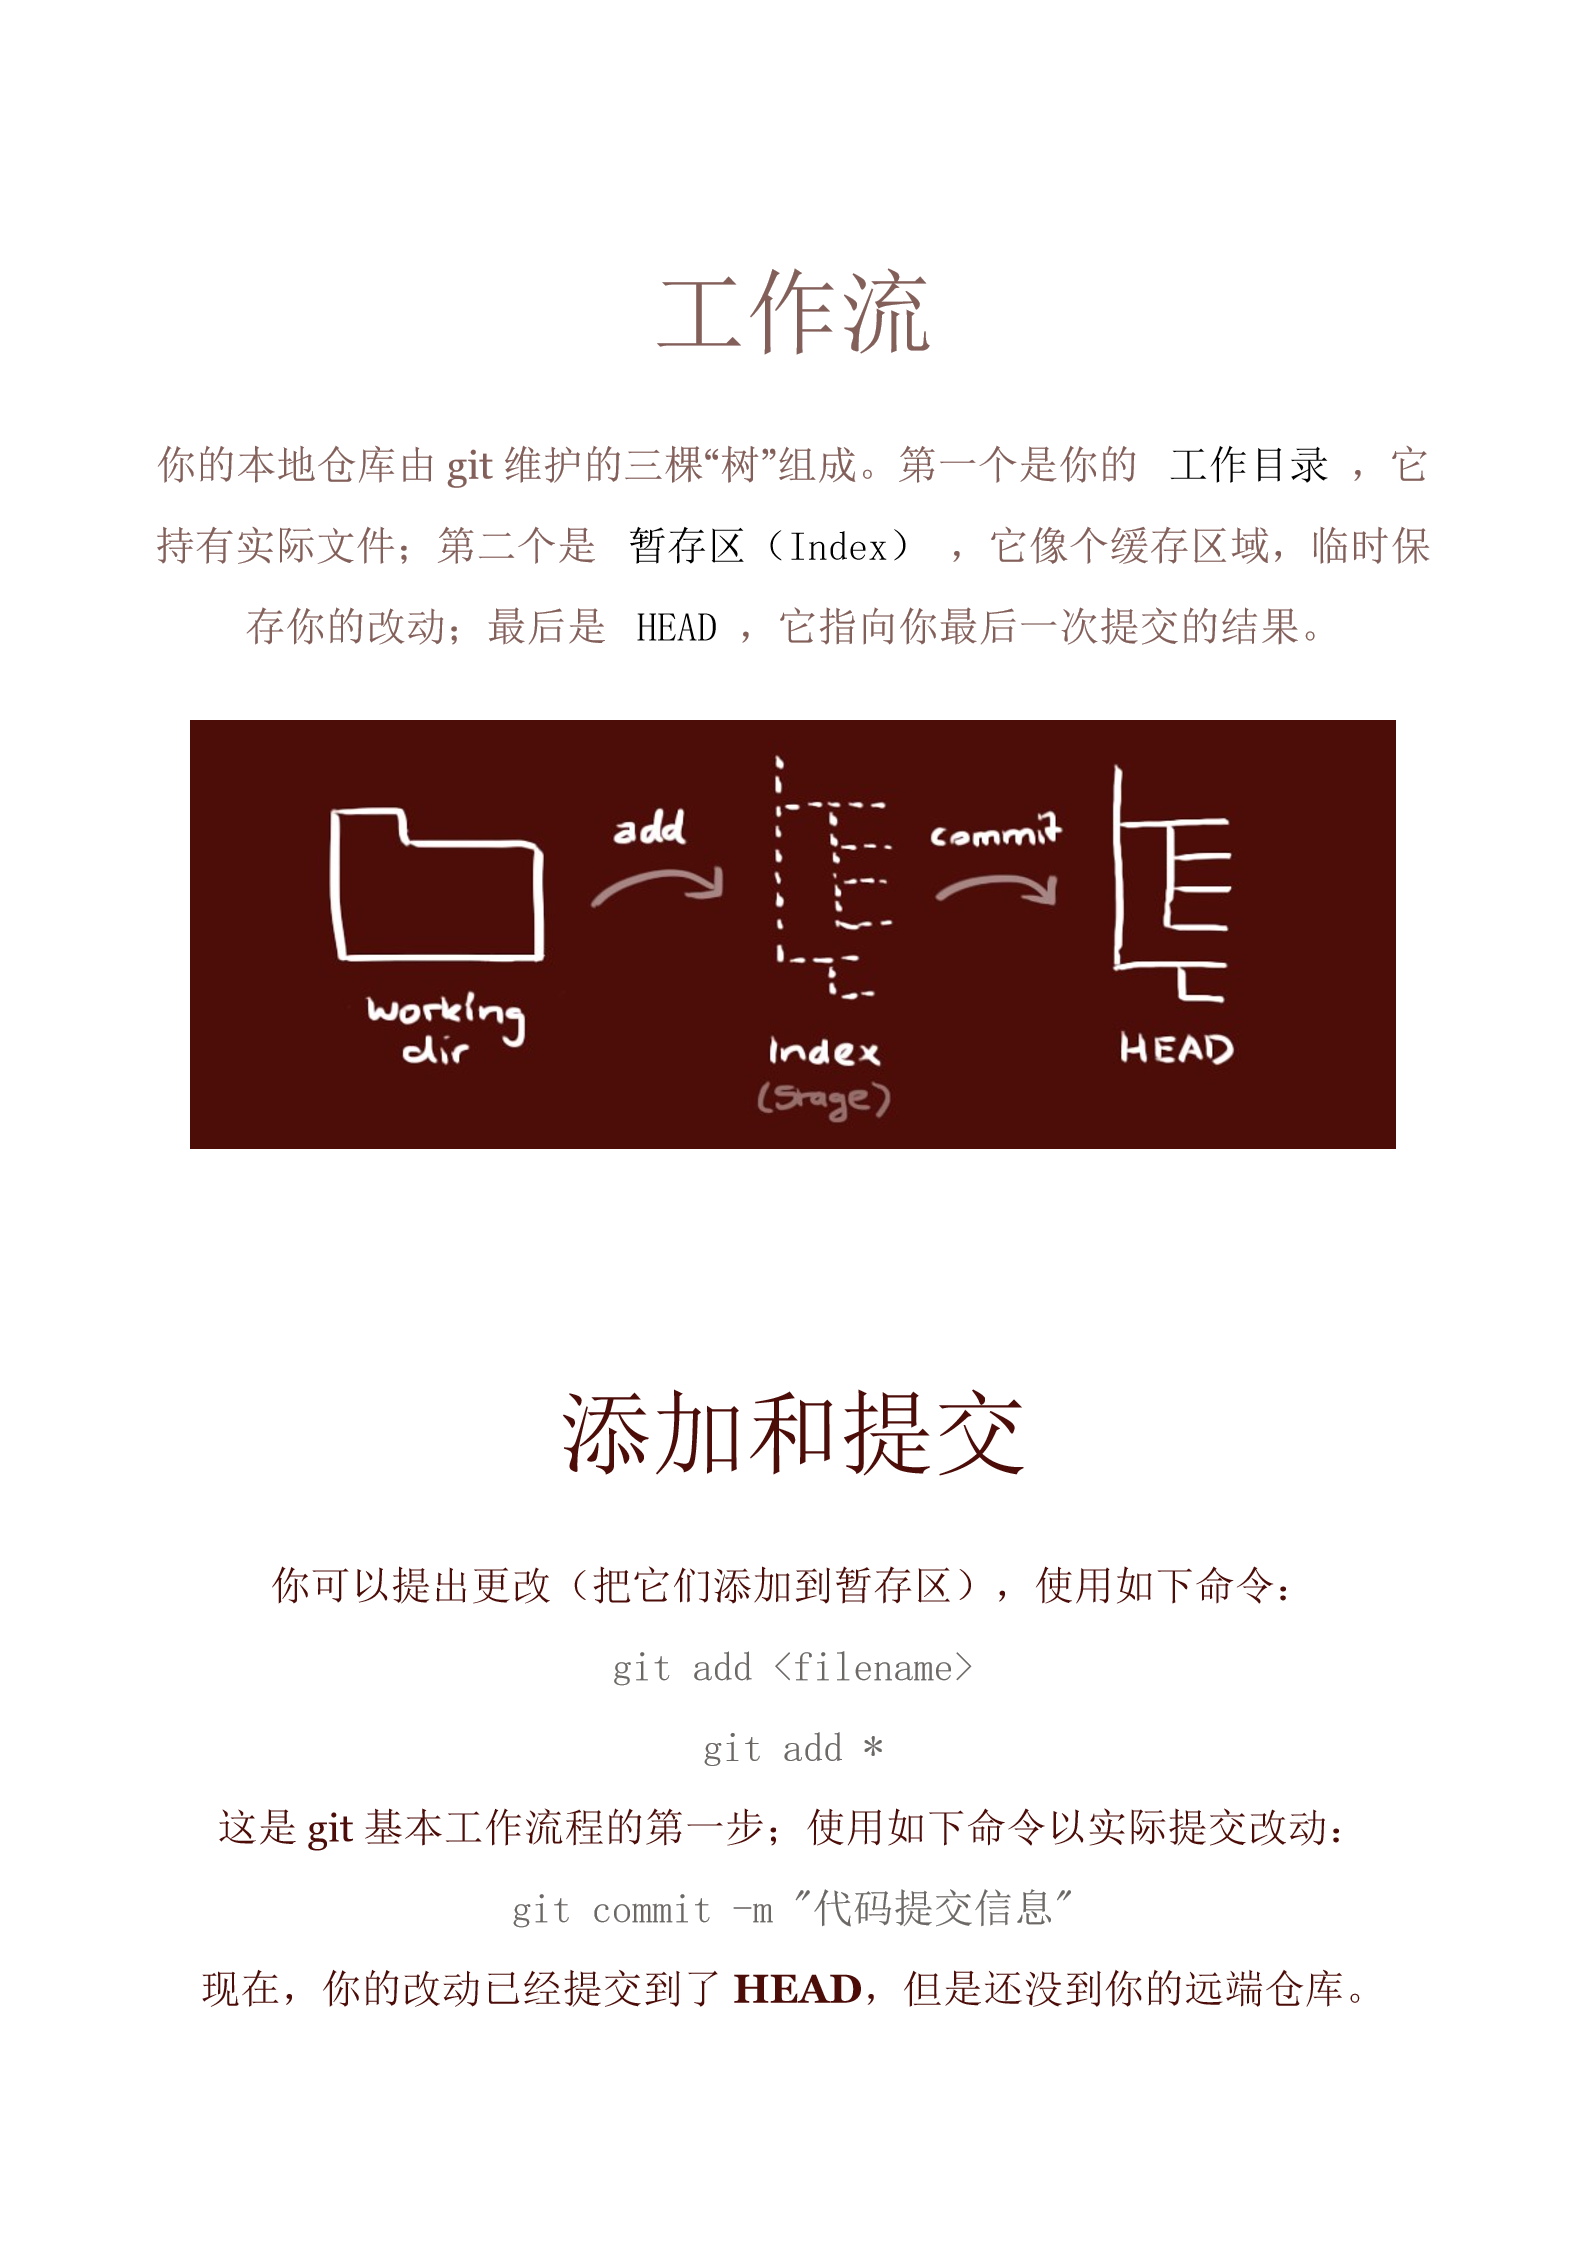 工作流
你的本地仓库由 git 维护的三棵“树”组成。第一个是你的 工作目录 ，它
持有实际文件；第二个是 暂存区（Index） ，它像个缓存区域，临时保
存你的改动；最后是 HEAD ，它指向你最后一次提交的结果。
add
commit
working
dir
Index
(Stage)
HEAD
添加和提交
你可以提出更改（把它们添加到暂存区），使用如下命令：
git add <filename>
git add *
这是 git 基本工作流程的第一步；使用如下命令以实际提交改动：
git commit -m "代码提交信息"
现在，你的改动已经提交到了 HEAD，但是还没到你的远端仓库。